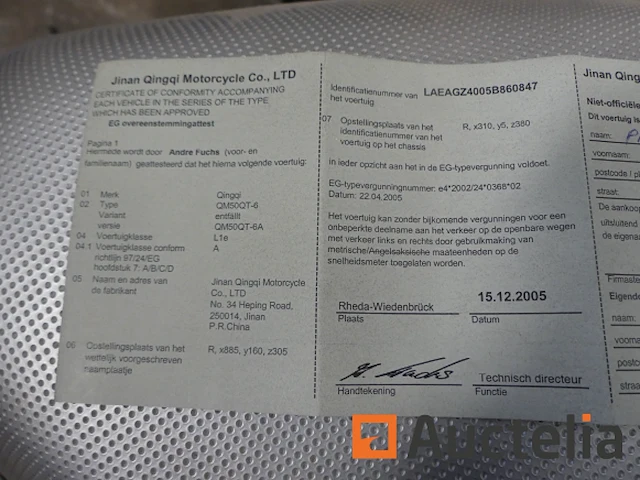 Jinan Qingqi Motorcycle Co., LTD
CERTIFICATE OF CONFORMITY ACCOMPANYING
EACH VEHICLE IN THE SERIES OF THE TYPE
WHICH HAS BEEN APPROVED
EG overeenstemmingsattest
Pagina 1
Hiermede wordt door Andre Fuchs (voor- en
familienaam) geattesteerd dat het hierna volgende voertuig:
01 Merk Qingqi
02 Type QM50QT-6
Variant entfällt
versie QM50QT-6A
04 Voertuigklasse L1e
04.1 Voertuigklasse conform A
richtlijn 97/24/EG
hoofdstuk 7: A/B/C/D
05 Naam en adres van Jinan Qingqi Motorcycle
de fabrikant Co., LTD
No. 34 Heping Road,
250014, Jinan
P.R.China
06 Opstellingsplaats van het R, x885, y160, z305
wettelijk voorgeschreven
naamplaatje
Identificatienummer van LAEAGZ4005B860847
het voertuig
07 Opstellingsplaats van het R, x310, y5, z380
identificatienummer van het
voertuig op het chassis
in ieder opzicht aan het in de EG-typevergunning voldoet.
EG-typevergunningnummer: e4*2002/24*0368*02
Datum: 22.04.2005
Het voertuig kan zonder bijkomende vergunningen voor een
onbeperkte deelname aan het verkeer op de openbare wegen
met verkeer links en rechts door gebruikmaking van
metrische/Angelsaksische maateenheden op de
snelheidsmeter toegelaten worden.
Rheda-Wiedenbrück 15.12.2005
Plaats Datum
Technisch directeur
Handtekening Functie
Jinan Qing
Niet-officiële
Dit voertuig is
naam:
voornaam:
postcode / pl
straat:
De aankoop
uitsluitend
de eigenaa
Firmaste
Eigende
naam:
voorna
postco
straa
Auctelia